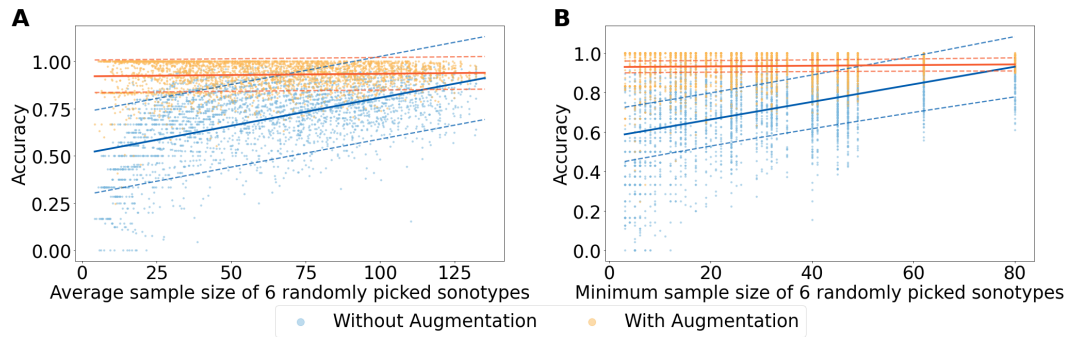 A
B
Accuracy
1.00
0.75
0.50
0.25
0.00
0
25
50
75
100
125
Average sample size of 6 randomly picked sonotypes
Accuracy
1.0
0.8
0.6
0.4
0.2
0.0
0
20
40
60
80
Minimum sample size of 6 randomly picked sonotypes
Without Augmentation
With Augmentation